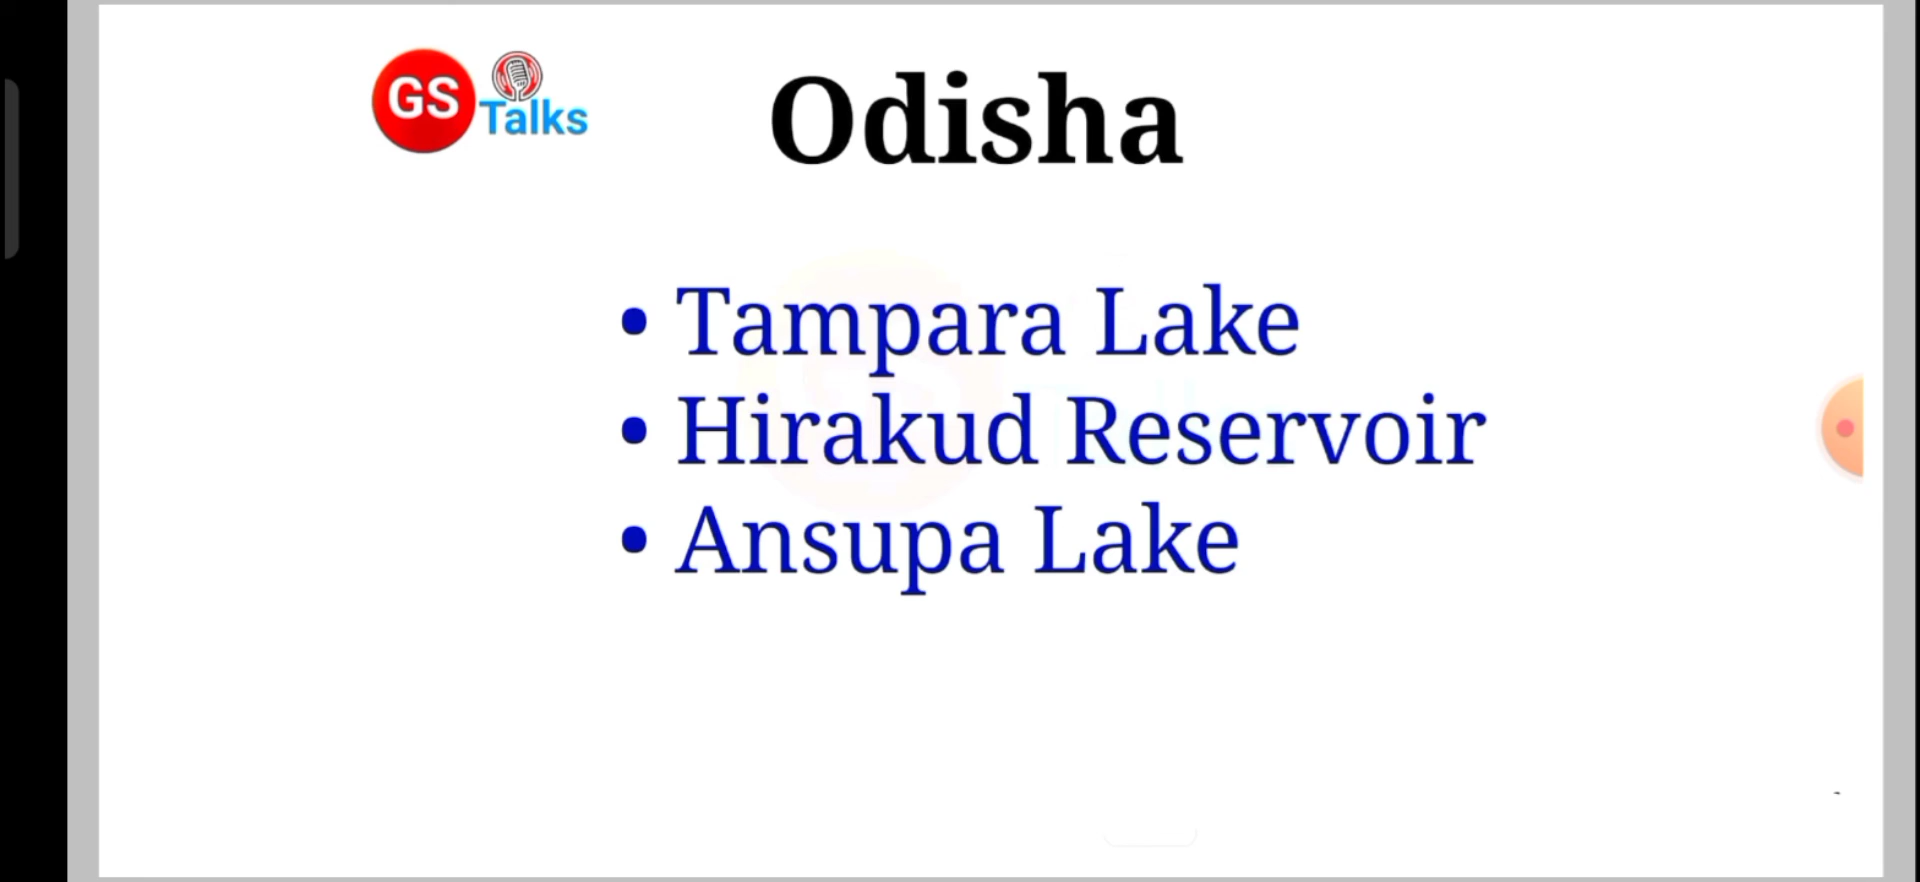 GS Talks
Odisha
• Tampara Lake
• Hirakud Reservoir
• Ansupa Lake